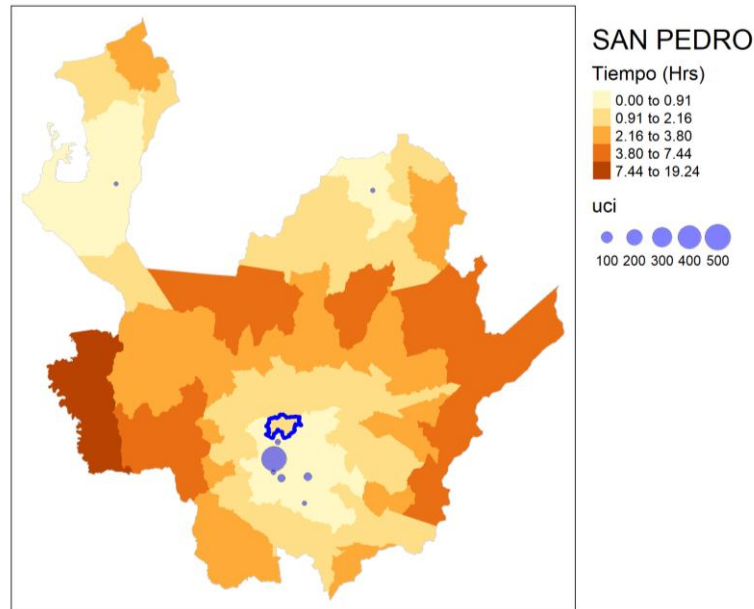 SAN PEDRO
Tiempo (Hrs)
0.00 to 0.91
0.91 to 2.16
2.16 to 3.80
3.80 to 7.44
7.44 to 19.24
uci
100 200 300 400 500